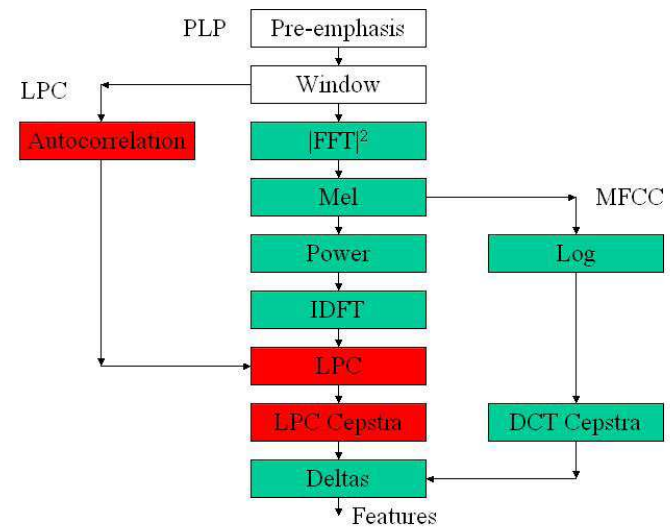 PLP
Pre-emphasis
Window
LPC
Autocorrelation
|FFT|²
Mel
MFCC
Power
Log
IDFT
LPC
LPC Cepstra
DCT Cepstra
Deltas
Features